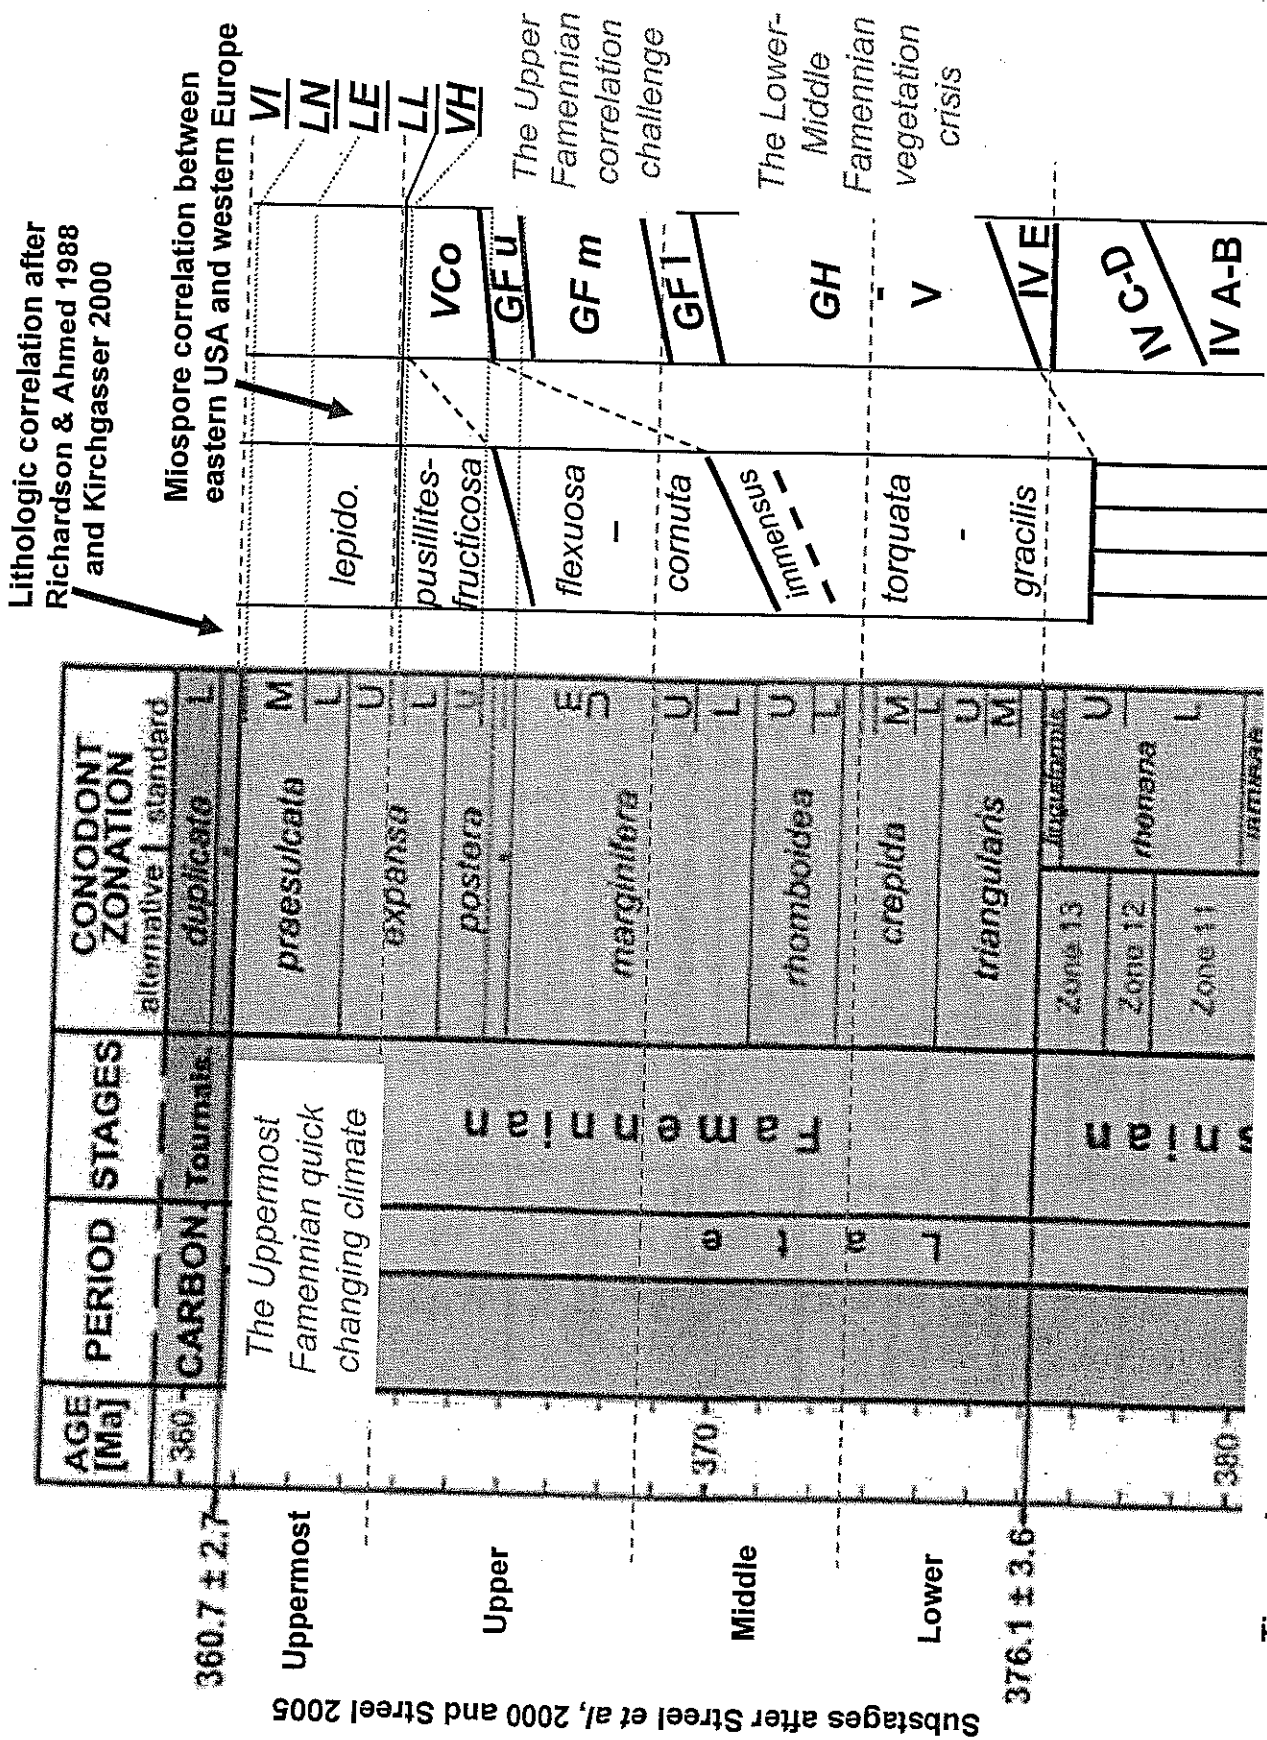 Lithologic correlation after
Richardson & Ahmed 1988
and Kirchgasser 2000
Miospore correlation between
eastern USA and western Europe
AGE
[Ma]
PERIOD
STAGES
CONODONT
ZONATION
alternative
standard
360
CARBON.
Tournais.
duplicata
L
360.7 ± 2.7
Uppermost
The Uppermost
Famennian quick
changing climate
praesulcata
M
L
expansa
U
L
postera
U
marginifera
U
L
rhomboidea
U
L
crepida
M
L
triangularis
U
M
linguiformis
rhenana
U
L
Zone 13
Zone 12
Zone 11
Famennian
Late
nian
370
380
Upper
Middle
Lower
376.1 ± 3.6
Substages after Streel et al, 2000 and Streel 2005
lepido.
pusillites-
fructicosa
flexuosa
–
cornuta
immensus
torquata
-
gracilis
VI
LN
LE
LL
VH
VCo
GF u
GF m
GF l
GH
-
V
IV E
IV C-D
IV A-B
The Upper
Famennian
correlation
challenge
The Lower-
Middle
Famennian
vegetation
crisis